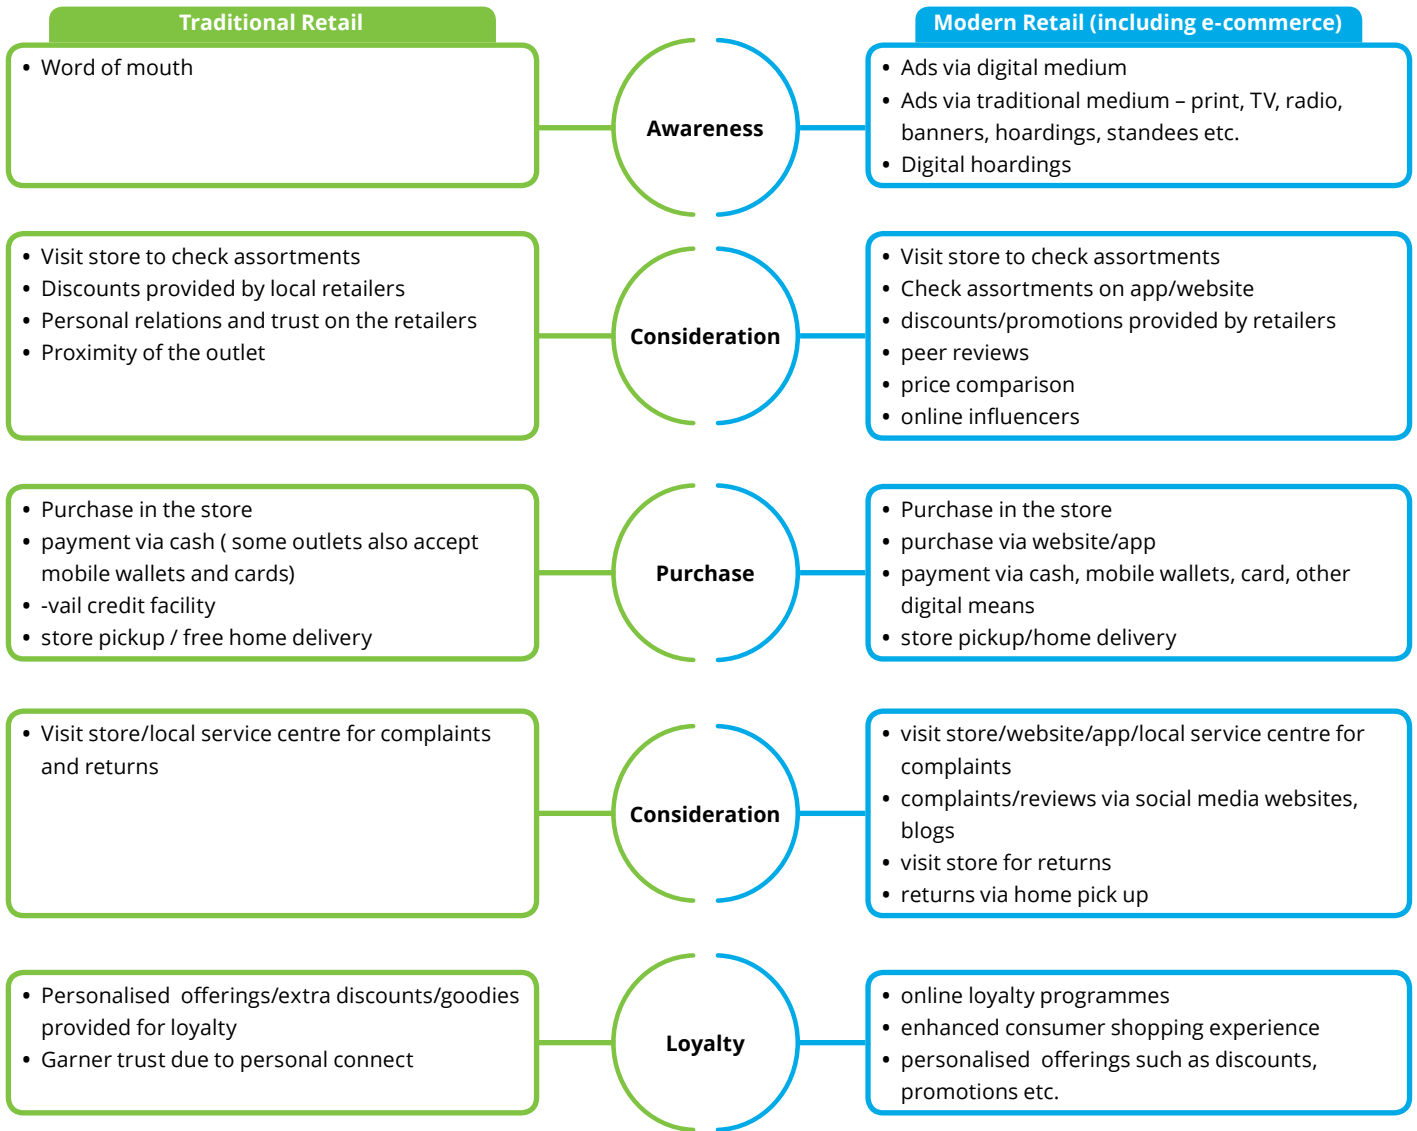 Traditional Retail
Modern Retail (including e-commerce)
• Word of mouth
Awareness
• Ads via digital medium
• Ads via traditional medium – print, TV, radio,
banners, hoardings, standees etc.
• Digital hoardings
• Visit store to check assortments
• Discounts provided by local retailers
• Personal relations and trust on the retailers
• Proximity of the outlet
Consideration
• Visit store to check assortments
• Check assortments on app/website
• discounts/promotions provided by retailers
• peer reviews
• price comparison
• online influencers
• Purchase in the store
• payment via cash ( some outlets also accept
mobile wallets and cards)
• -vail credit facility
• store pickup / free home delivery
Purchase
• Purchase in the store
• purchase via website/app
• payment via cash, mobile wallets, card, other
digital means
• store pickup/home delivery
• Visit store/local service centre for complaints
and returns
Consideration
• visit store/website/app/local service centre for
complaints
• complaints/reviews via social media websites,
blogs
• visit store for returns
• returns via home pick up
• Personalised  offerings/extra discounts/goodies
provided for loyalty
• Garner trust due to personal connect
Loyalty
• online loyalty programmes
• enhanced consumer shopping experience
• personalised  offerings such as discounts,
promotions etc.